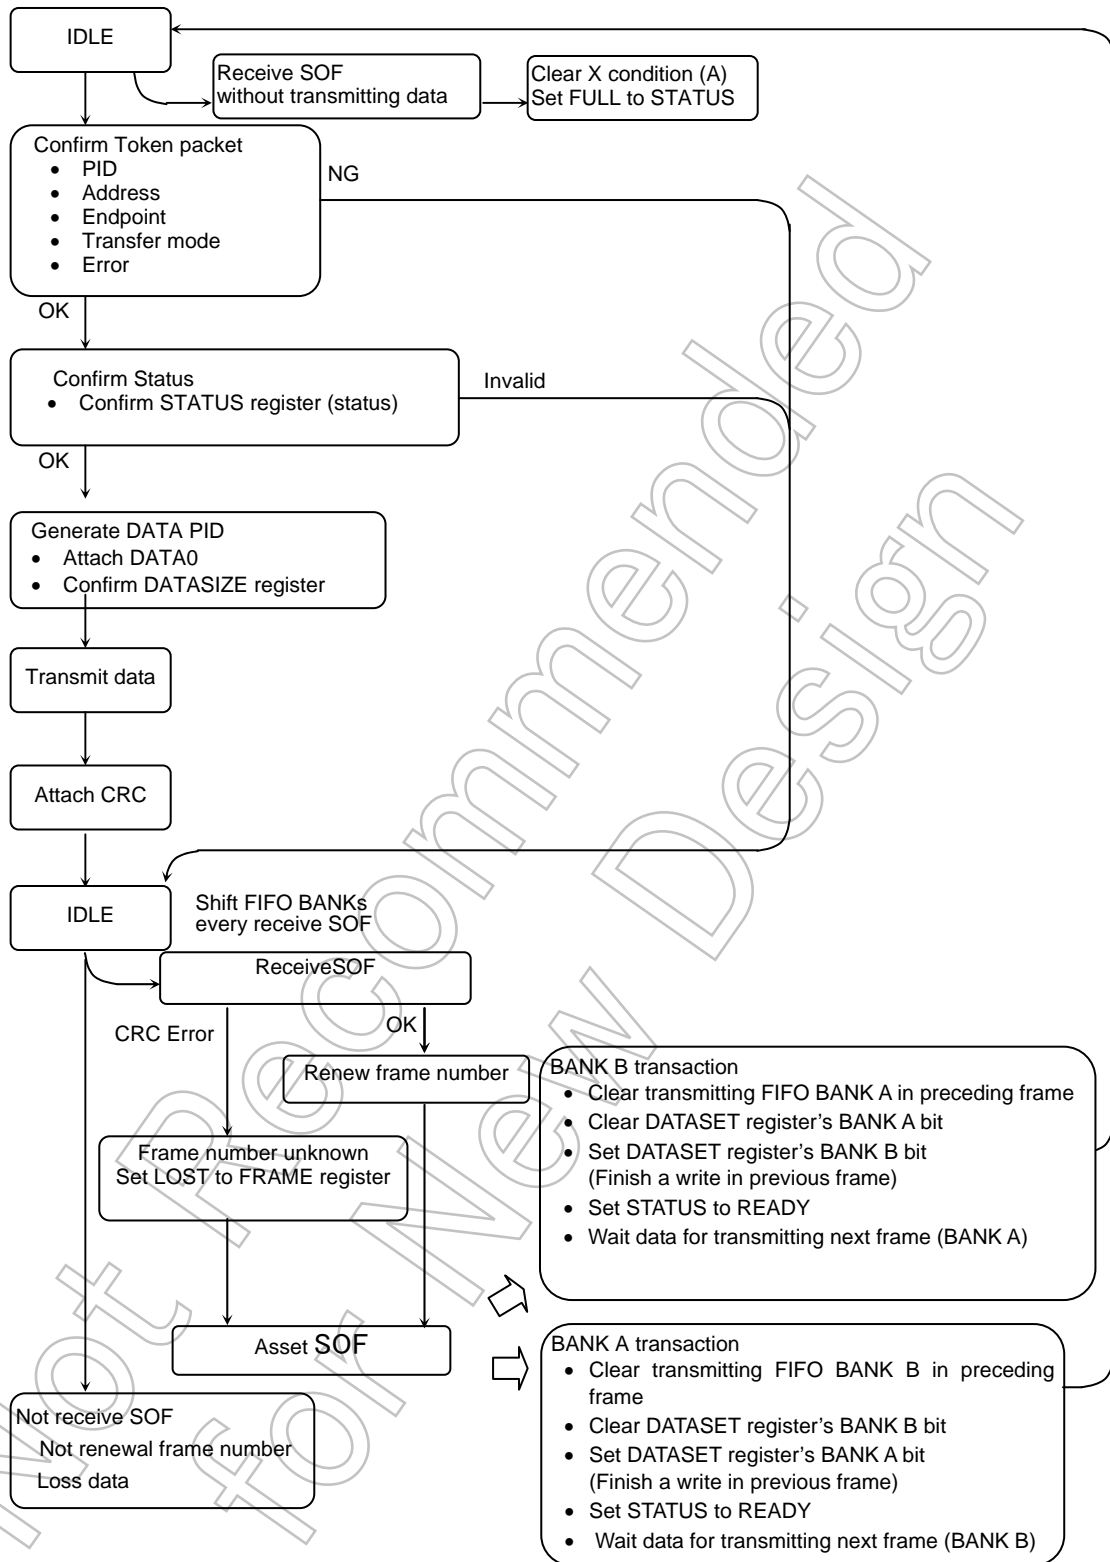 IDLE
Receive SOF
without transmitting data
Clear X condition (A)
Set FULL to STATUS
Confirm Token packet
• PID
• Address
• Endpoint
• Transfer mode
• Error
NG
OK
Confirm Status
• Confirm STATUS register (status)
Invalid
OK
Generate DATA PID
• Attach DATA0
• Confirm DATASIZE register
Transmit data
Attach CRC
IDLE
Shift FIFO BANKs
every receive SOF
ReceiveSOF
CRC Error
OK
Renew frame number
Frame number unknown
Set LOST to FRAME register
Asset SOF
Not receive SOF
Not renewal frame number
Loss data
BANK B transaction
• Clear transmitting FIFO BANK A in preceding frame
• Clear DATASET register's BANK A bit
• Set DATASET register's BANK B bit
(Finish a write in previous frame)
• Set STATUS to READY
• Wait data for transmitting next frame (BANK A)
BANK A transaction
• Clear transmitting FIFO BANK B in preceding
frame
• Clear DATASET register's BANK B bit
• Set DATASET register's BANK A bit
(Finish a write in previous frame)
• Set STATUS to READY
• Wait data for transmitting next frame (BANK B)
Not Recommended
for New Design